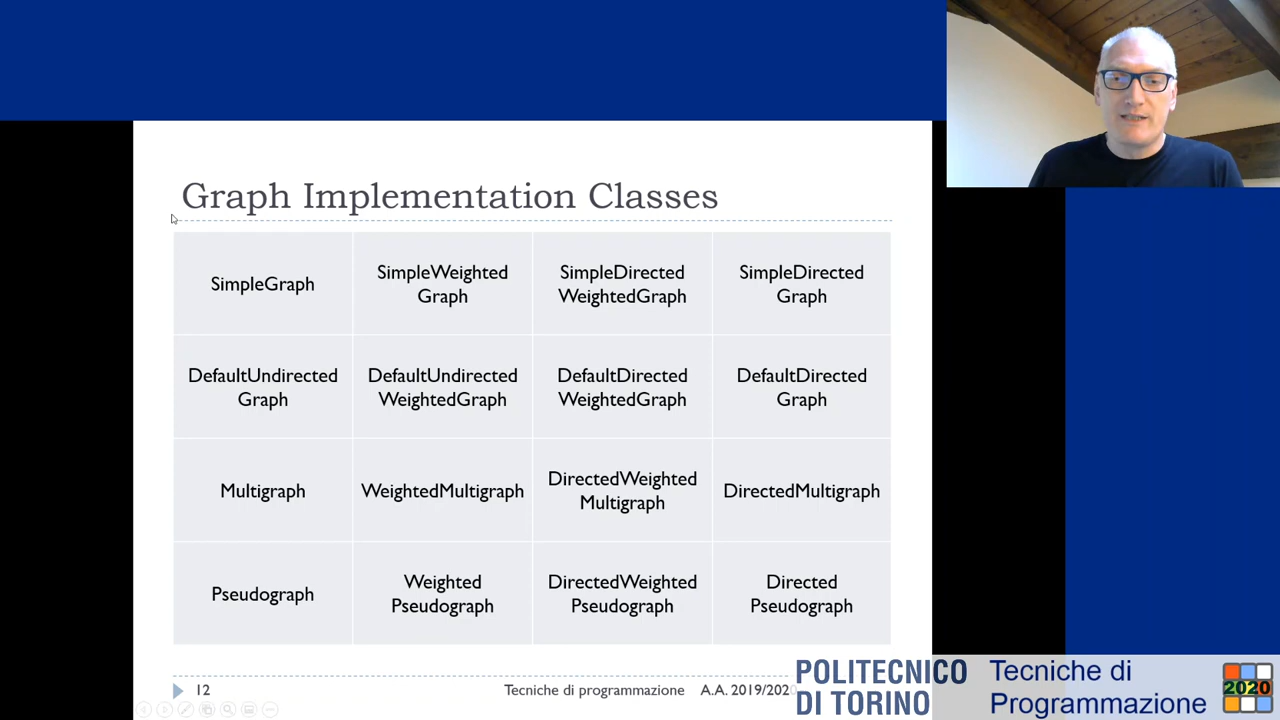 Graph Implementation Classes
SimpleGraph
SimpleWeighted
Graph
SimpleDirected
WeightedGraph
SimpleDirected
Graph
DefaultUndirected
Graph
DefaultUndirected
WeightedGraph
DefaultDirected
WeightedGraph
DefaultDirected
Graph
Multigraph
WeightedMultigraph
DirectedWeighted
Multigraph
DirectedMultigraph
Pseudograph
Weighted
Pseudograph
DirectedWeighted
Pseudograph
Directed
Pseudograph
12
Tecniche di programmazione A.A. 2019/2020
POLITECNICO
DI TORINO
Tecniche di
Programmazione
2020